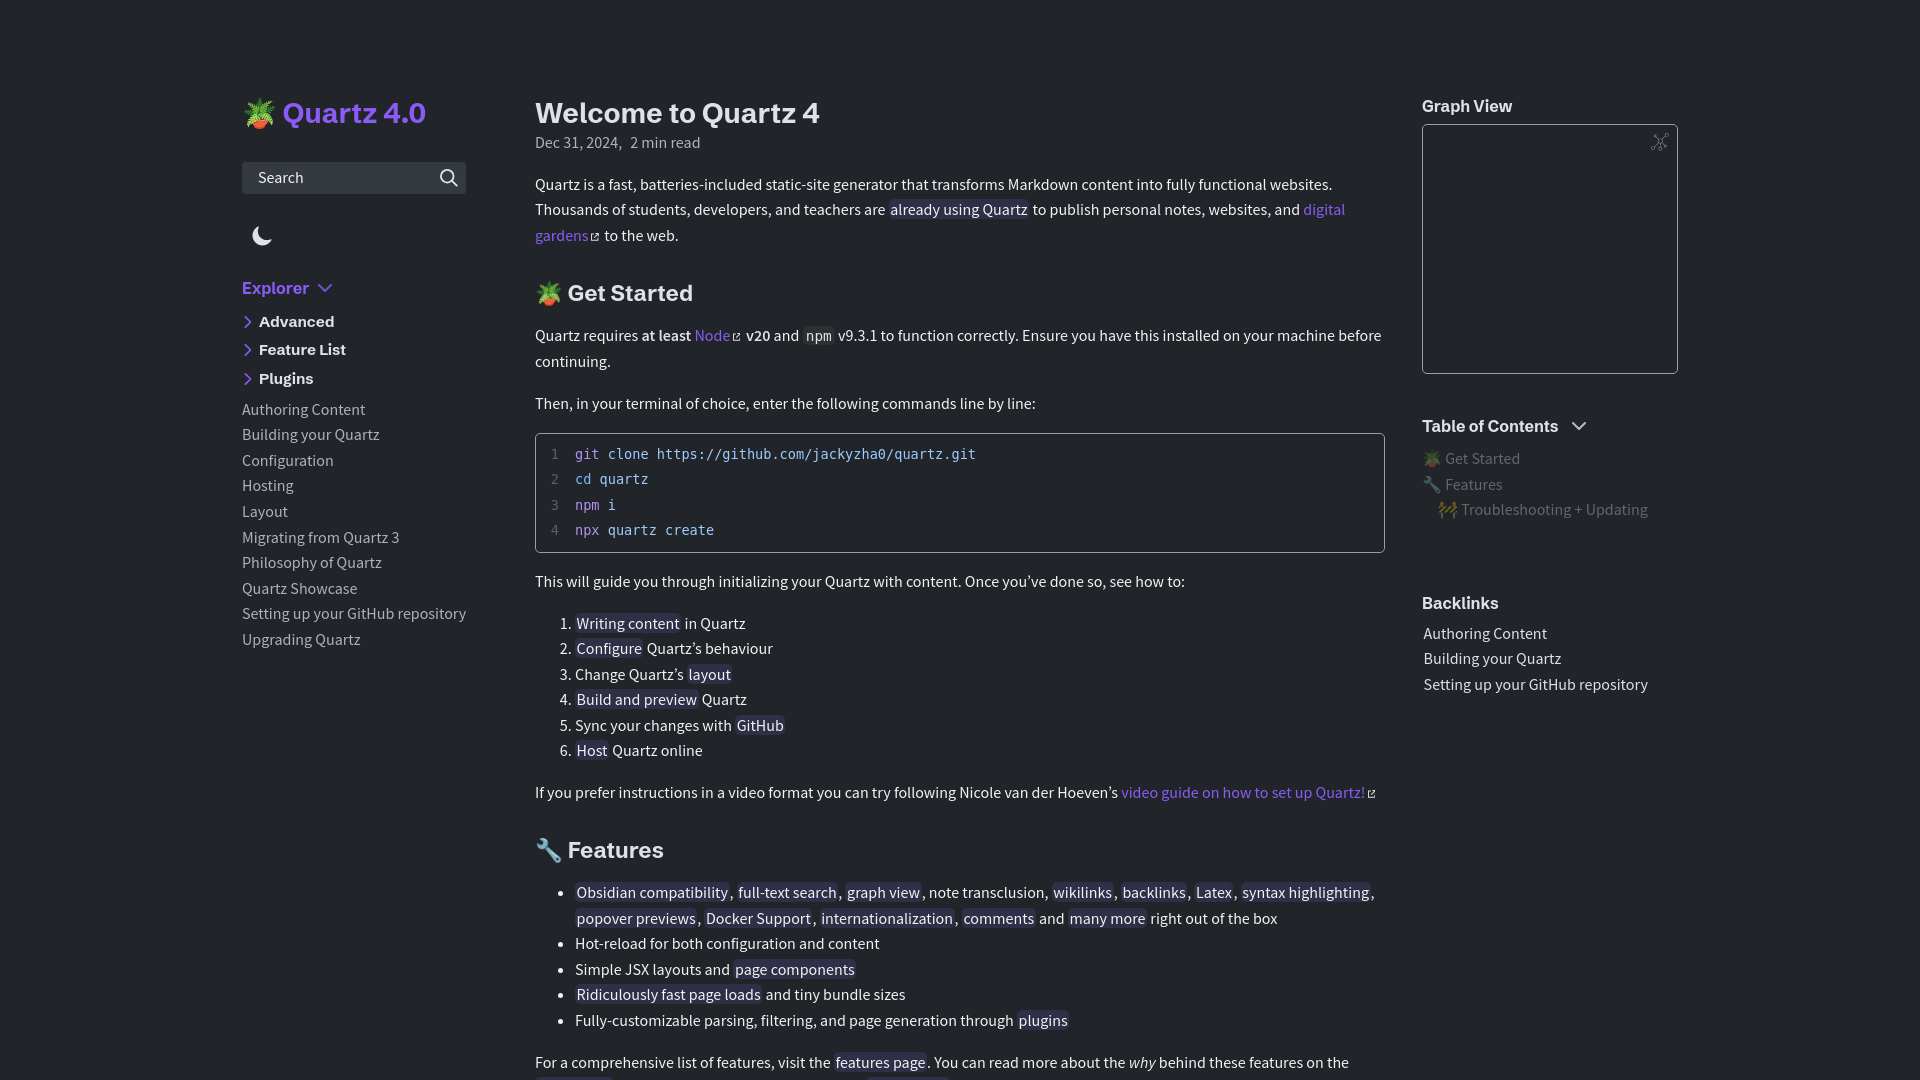 🪴 Quartz 4.0
Search
Explorer
Advanced
Feature List
Plugins
Authoring Content
Building your Quartz
Configuration
Hosting
Layout
Migrating from Quartz 3
Philosophy of Quartz
Quartz Showcase
Setting up your GitHub repository
Upgrading Quartz
Welcome to Quartz 4
Dec 31, 2024, 2 min read
Quartz is a fast, batteries-included static-site generator that transforms Markdown content into fully functional websites.
Thousands of students, developers, and teachers are already using Quartz to publish personal notes, websites, and digital
gardens to the web.
🪴 Get Started
Quartz requires at least Node v20 and npm v9.3.1 to function correctly. Ensure you have this installed on your machine before
continuing.
Then, in your terminal of choice, enter the following commands line by line:
1 git clone https://github.com/jackyzha0/quartz.git
2 cd quartz
3 npm i
4 npx quartz create
This will guide you through initializing your Quartz with content. Once you’ve done so, see how to:
1. Writing content in Quartz
2. Configure Quartz’s behaviour
3. Change Quartz’s layout
4. Build and preview Quartz
5. Sync your changes with GitHub
6. Host Quartz online
If you prefer instructions in a video format you can try following Nicole van der Hoeven’s video guide on how to set up Quartz!
🔧 Features
• Obsidian compatibility, full-text search, graph view, note transclusion, wikilinks, backlinks, Latex, syntax highlighting,
popover previews, Docker Support, internationalization, comments and many more right out of the box
• Hot-reload for both configuration and content
• Simple JSX layouts and page components
• Ridiculously fast page loads and tiny bundle sizes
• Fully-customizable parsing, filtering, and page generation through plugins
For a comprehensive list of features, visit the features page. You can read more about the why behind these features on the
Graph View
Table of Contents
🪴 Get Started
🔧 Features
🚧 Troubleshooting + Updating
Backlinks
Authoring Content
Building your Quartz
Setting up your GitHub repository